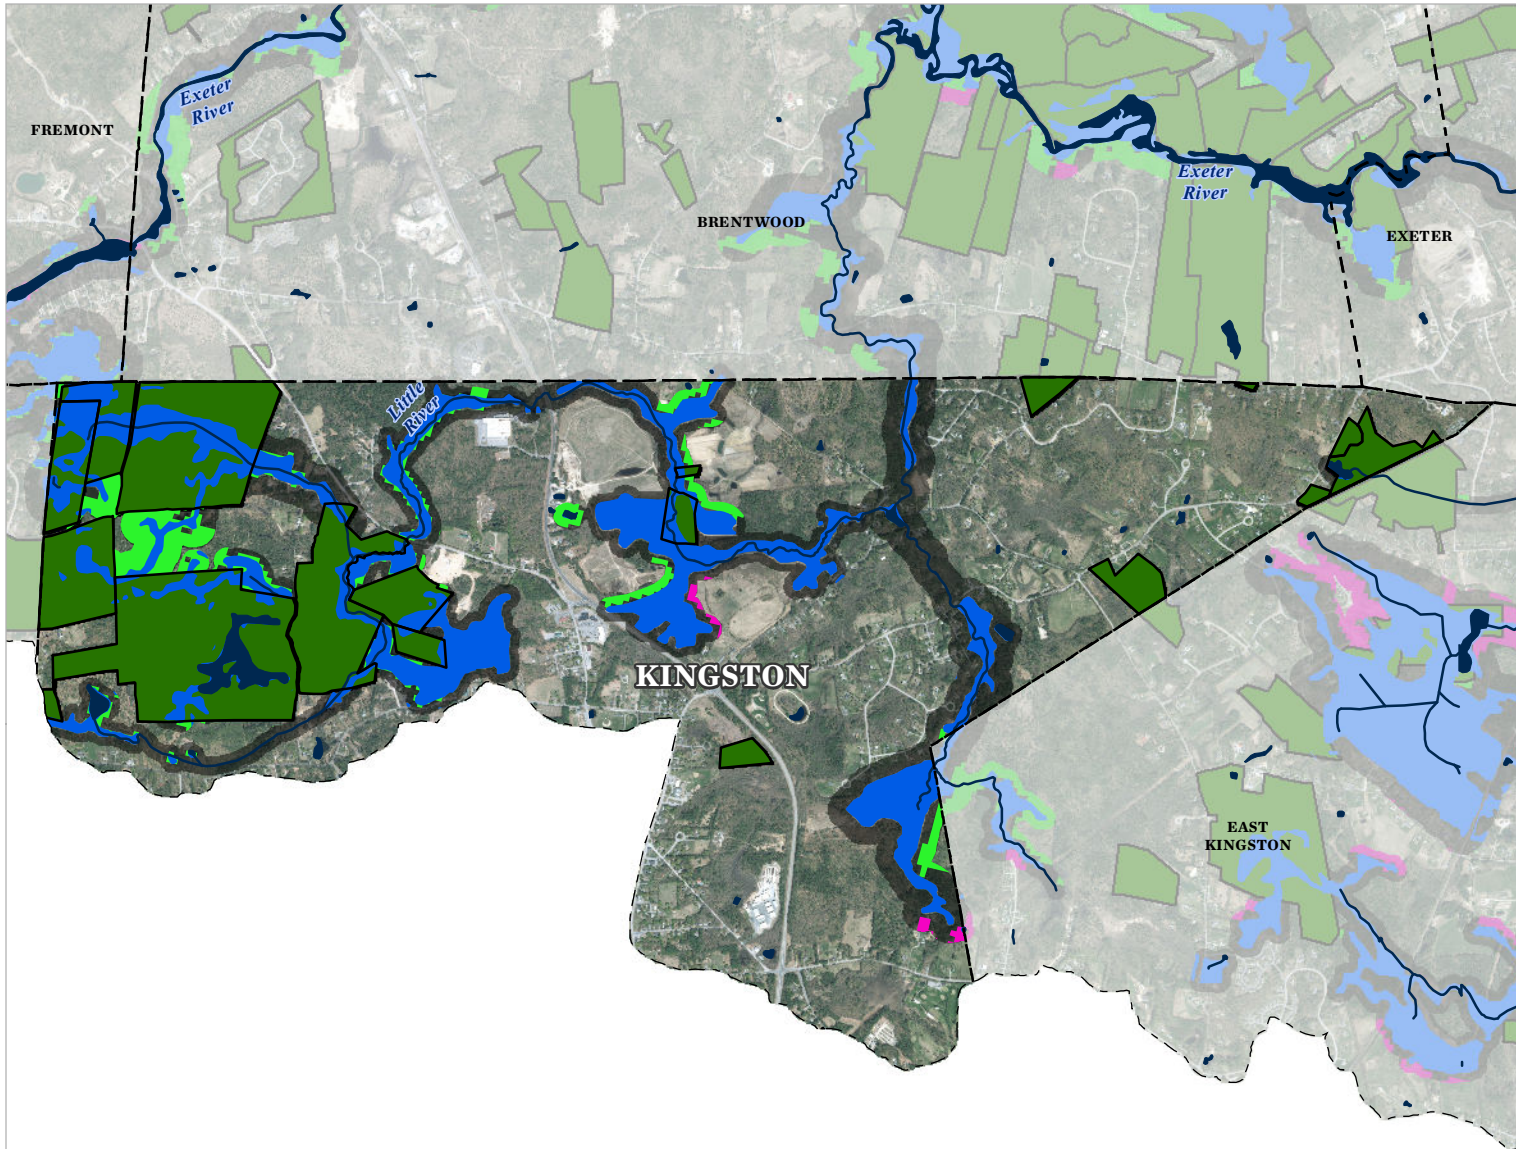 Exeter
River
FREMONT
BRENTWOOD
Exeter
River
EXETER
Little
River
KINGSTON
EAST
KINGSTON